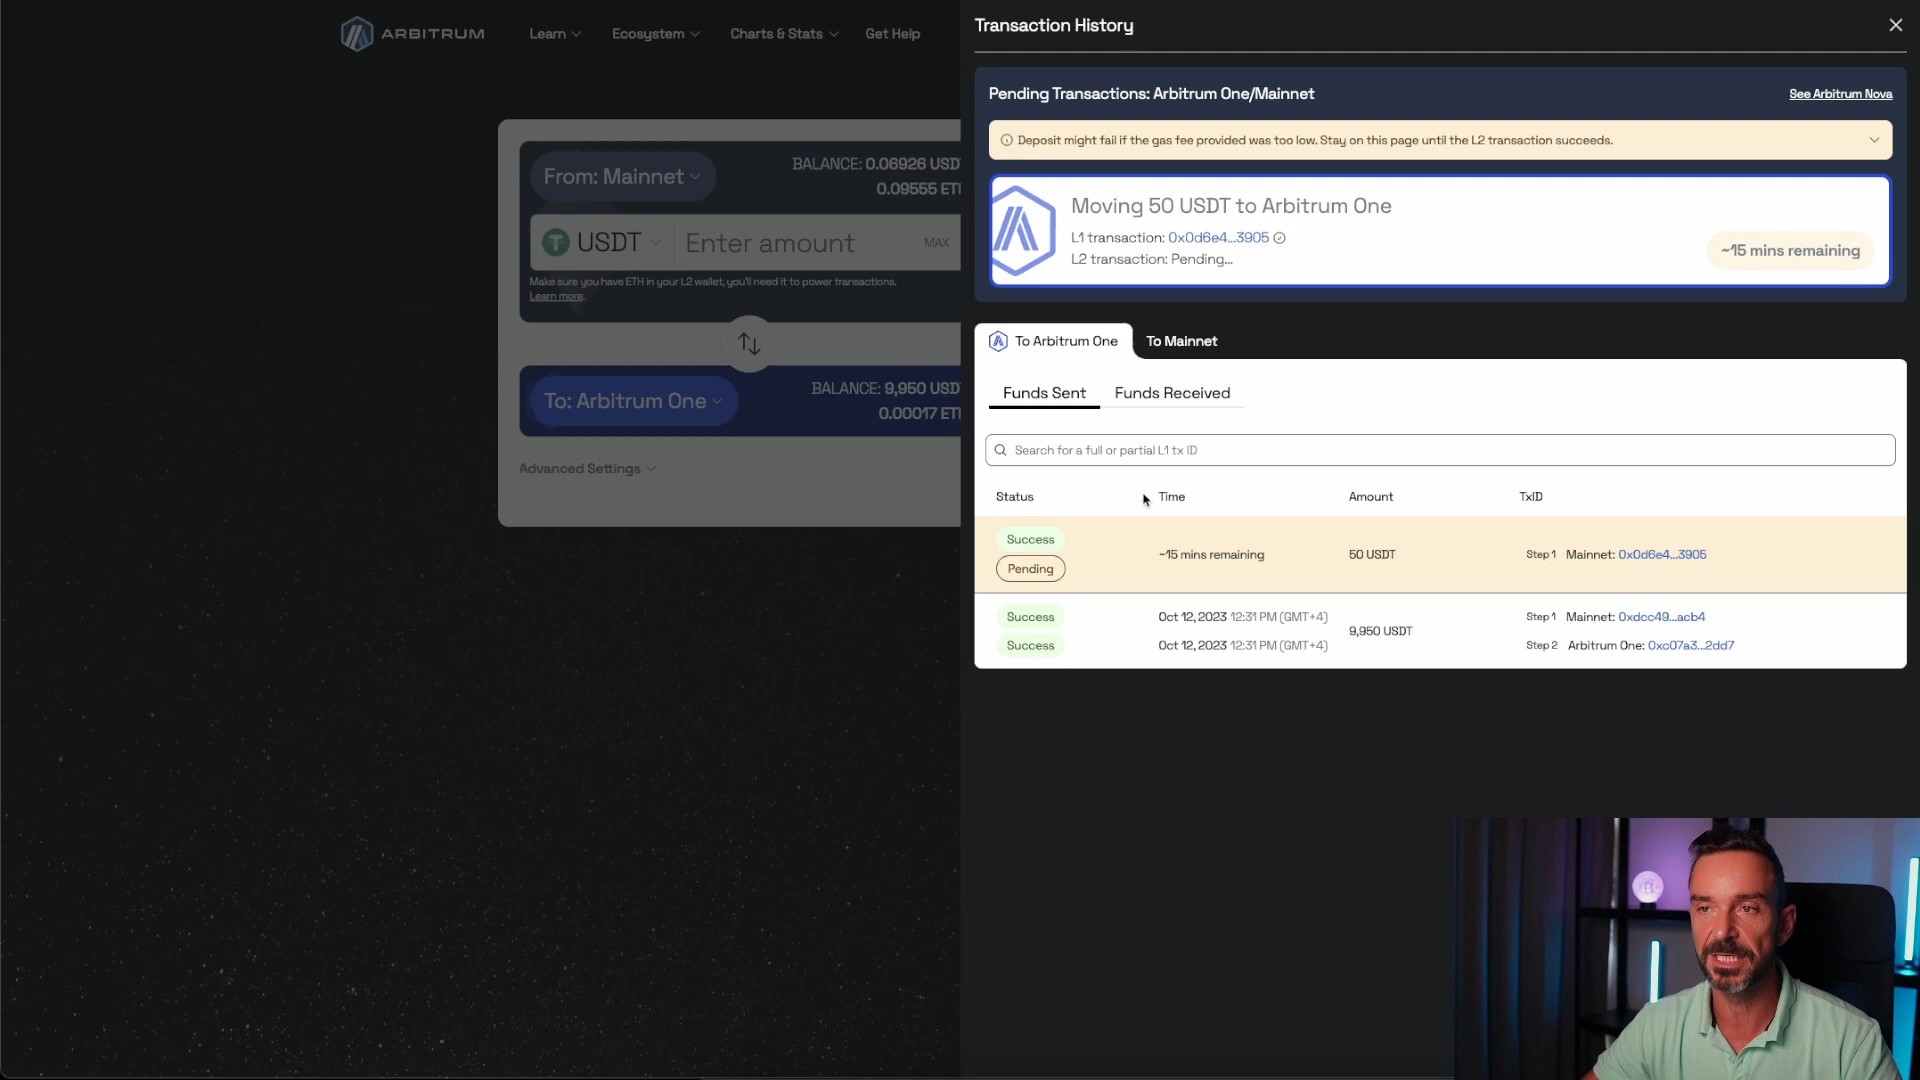 ARBITRUM
Learn
Ecosystem
Charts & Stats
Get Help
From: Mainnet
BALANCE: 0.06926 USD
0.09555 ET
USDT
Enter amount
MAX
Make sure you have ETH in your L2 wallet, you'll need it to power transactions.
Learn more.
To: Arbitrum One
BALANCE: 9,950 USD
0.00017 ET
Advanced Settings
Transaction History
Pending Transactions: Arbitrum One/Mainnet
See Arbitrum Nova
Deposit might fail if the gas fee provided was too low. Stay on this page until the L2 transaction succeeds.
Moving 50 USDT to Arbitrum One
L1 transaction: 0x0d6e4...3905
L2 transaction: Pending...
~15 mins remaining
To Arbitrum One
To Mainnet
Funds Sent
Funds Received
Search for a full or partial L1 tx ID
Status Time Amount TxID
Success
Pending
~15 mins remaining
50 USDT
Step 1 Mainnet: 0x0d6e4...3905
Success Oct 12, 2023 12:31 PM (GMT+4)
Success Oct 12, 2023 12:31 PM (GMT+4)
9,950 USDT
Step 1 Mainnet: 0xdcc49...acb4
Step 2 Arbitrum One: 0xc07a3...2dd7